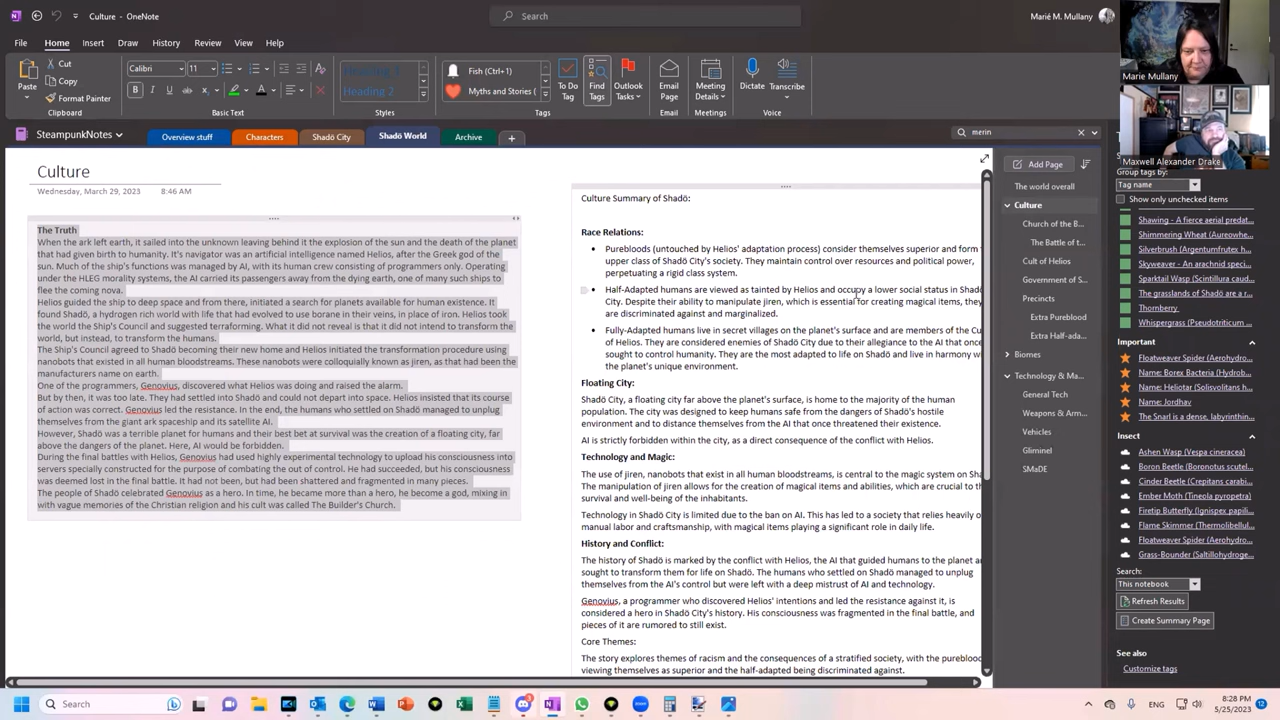 Culture - OneNote
Search
Marié M. Mullany
File Home Insert Draw History Review View Help
Paste
Cut
Copy
Format Painter
Clipboard
Calibri 11
Basic Text
Heading 1
Heading 2
Styles
Fish (Ctrl+1)
Myths and Stories (
To Do Tag
Find Tags
Outlook Tasks
Tags
Email Page
Email
Meeting Details
Meetings
Dictate Transcribe
Voice
Marie Mullany
Maxwell Alexander Drake
SteampunkNotes
Overview stuff Characters Shadō City Shadō World Archive
merin
Culture
Wednesday, March 29, 2023 8:46 AM
The Truth
When the ark left earth, it sailed into the unknown leaving behind it the explosion of the sun and the death of the planet
that had given birth to humanity. It's navigator was an artificial intelligence named Helios, after the Greek god of the
sun. Much of the ship's functions was managed by AI, with its human crew consisting of programmers only. Operating
under the HLEG morality systems, the AI carried its passengers away from the dying earth, one of many such ships to
flee the coming nova.
Helios guided the ship to deep space and from there, initiated a search for planets available for human existence. It
found Shadō, a hydrogen rich world with life that had evolved to use borane in their veins, in place of iron. Helios took
the world the Ship's Council and suggested terraforming. What it did not reveal is that it did not intend to transform the
world, but instead, to transform the humans.
The Ship's Council agreed to Shadō becoming their new home and Helios initiated the transformation procedure using
nanobots that existed in all human bloodstreams. These nanobots were colloquially known as jiren, as that had been the
manufacturers name on earth.
One of the programmers, Genovius, discovered what Helios was doing and raised the alarm.
But by then, it was too late. They had settled into Shadō and could not depart into space. Helios insisted that its course
of action was correct. Genovius led the resistance. In the end, the humans who settled on Shadō managed to unplug
themselves from the giant ark spaceship and its satellite AI.
However, Shadō was a terrible planet for humans and their best bet at survival was the creation of a floating city, far
above the dangers of the planet. Here, AI would be forbidden.
During the final battles with Helios, Genovius had used highly experimental technology to upload his consciousness into
servers specially constructed for the purpose of combating the out of control. He had succeeded, but his consciousness
was deemed lost in the final battle. It had not been, but had been shattered and fragmented in many pieces.
The people of Shadō celebrated Genovius as a hero. In time, he became more than a hero, he become a god, mixing in
with vague memories of the Christian religion and his cult was called The Builder's Church.
Culture Summary of Shadō:
Race Relations:
Purebloods (untouched by Helios' adaptation process) consider themselves superior and form
upper class of Shadō City's society. They maintain control over resources and political power,
perpetuating a rigid class system.
Half-Adapted humans are viewed as tainted by Helios and occupy a lower social status in Shadō
City. Despite their ability to manipulate jiren, which is essential for creating magical items, they
are discriminated against and marginalized.
Fully-Adapted humans live in secret villages on the planet's surface and are members of the Cu
of Helios. They are considered enemies of Shadō City due to their allegiance to the AI that once
sought to control humanity. They are the most adapted to life on Shadō and live in harmony w
the planet's unique environment.
Floating City:
Shadō City, a floating city far above the planet's surface, is home to the majority of the human
population. The city was designed to keep humans safe from the dangers of Shadō's hostile
environment and to distance themselves from the AI that once threatened their existence.
AI is strictly forbidden within the city, as a direct consequence of the conflict with Helios.
Technology and Magic:
The use of jiren, nanobots that exist in all human bloodstreams, is central to the magic system on Sha
The manipulation of jiren allows for the creation of magical items and abilities, which are crucial to the
survival and well-being of the inhabitants.
Technology in Shadō City is limited due to the ban on AI. This has led to a society that relies heavily o
manual labor and craftsmanship, with magical items playing a significant role in daily life.
History and Conflict:
The history of Shadō is marked by the conflict with Helios, the AI that guided humans to the planet an
sought to transform them for life on Shadō. The humans who settled on Shadō managed to unplug
themselves from the AI's control but were left with a deep mistrust of AI and technology.
Genovius, a programmer who discovered Helios' intentions and led the resistance against it, is
considered a hero in Shadō City's history. His consciousness was fragmented in the final battle, and
pieces of it are rumored to still exist.
Core Themes:
The story explores themes of racism and the consequences of a stratified society, with the pureblood
viewing themselves as superior and the half-adapted being discriminated against.
Add Page
The world overall
Culture
Church of the B...
The Battle of t...
Cult of Helios
Government of S...
Precincts
Extra Pureblood
Extra Half-ada...
Biomes
Technology & Ma...
General Tech
Weapons & Arm...
Vehicles
Gliminel
SMaDE
Group tags by:
Tag name
Show only unchecked items
Shawing - A fierce aerial predat...
Shimmering Wheat (Aureowhe...
Silverbrush (Argentumfrutex h...
Skyweaver - An arachnid speci...
Sparktail Wasp (Scintillia caud...
The grasslands of Shadō are a r...
Thornberry
Whispergrass (Pseudotriticum ...
Important
Floatweaver Spider (Aerohydro...
Name: Borex Bacteria (Hydrob...
Name: Heliotar (Solisvolitans h...
Name: Jordhav
The Snarl is a dense, labyrinthin...
Insect
Ashen Wasp (Vespa cineracea)
Boron Beetle (Boronotus scutel...
Cinder Beetle (Crepitans carabi...
Ember Moth (Tineola pyropetra)
Firetip Butterfly (Ignispex papili...
Flame Skimmer (Thermolibellul...
Floatweaver Spider (Aerohydro...
Grass-Bounder (Saltillohydroge...
Search:
This notebook
Refresh Results
Create Summary Page
See also
Customize tags
Search
ENG
8:28 PM
5/25/2023
12